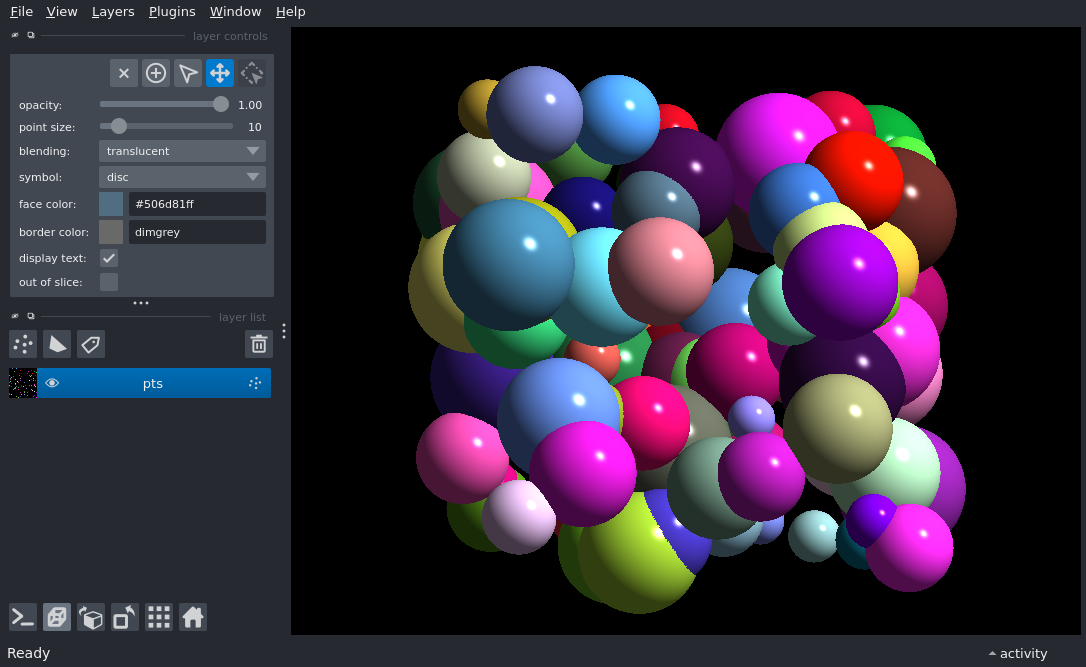 File View Layers Plugins Window Help
layer controls
opacity: 1.00
point size: 10
blending: translucent
symbol: disc
face color: #506d81ff
border color: dimgrey
display text:
out of slice:
layer list
pts
Ready
activity